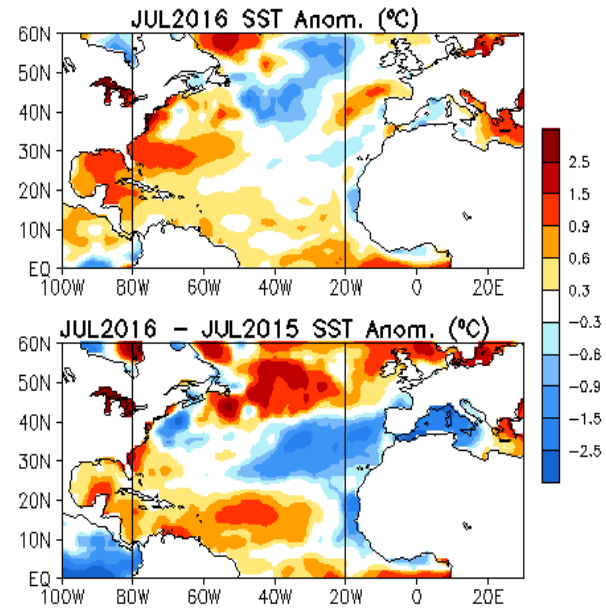 JUL2016 SST Anom. (ºC)
60N
50N
40N
30N
20N
10N
EQ
100W 80W 60W 40W 20W 0 20E
2.5
1.5
0.9
0.6
0.3
-0.3
-0.6
-0.9
-1.5
-2.5
JUL2016 - JUL2015 SST Anom. (ºC)
60N
50N
40N
30N
20N
10N
EQ
100W 80W 60W 40W 20W 0 20E